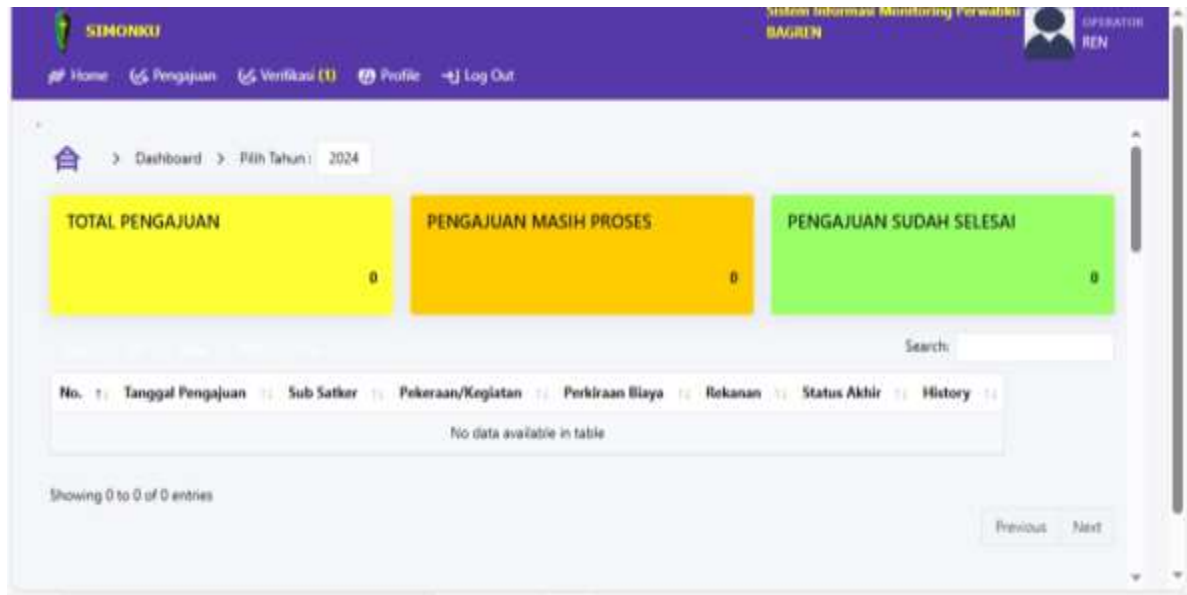 SIMONKU
Sistem Informasi Monitoring Perwabku
BAGREN
OPERATOR
REN
Home Pengajuan Verifikasi (1) Profile Log Out
> Dashboard > Pilih Tahun : 2024
TOTAL PENGAJUAN
0
PENGAJUAN MASIH PROSES
0
PENGAJUAN SUDAH SELESAI
0
Search:
No. Tanggal Pengajuan Sub Satker Pekeraan/Kegiatan Perkiraan Biaya Rekanan Status Akhir History
No data available in table
Showing 0 to 0 of 0 entries
Previous Next